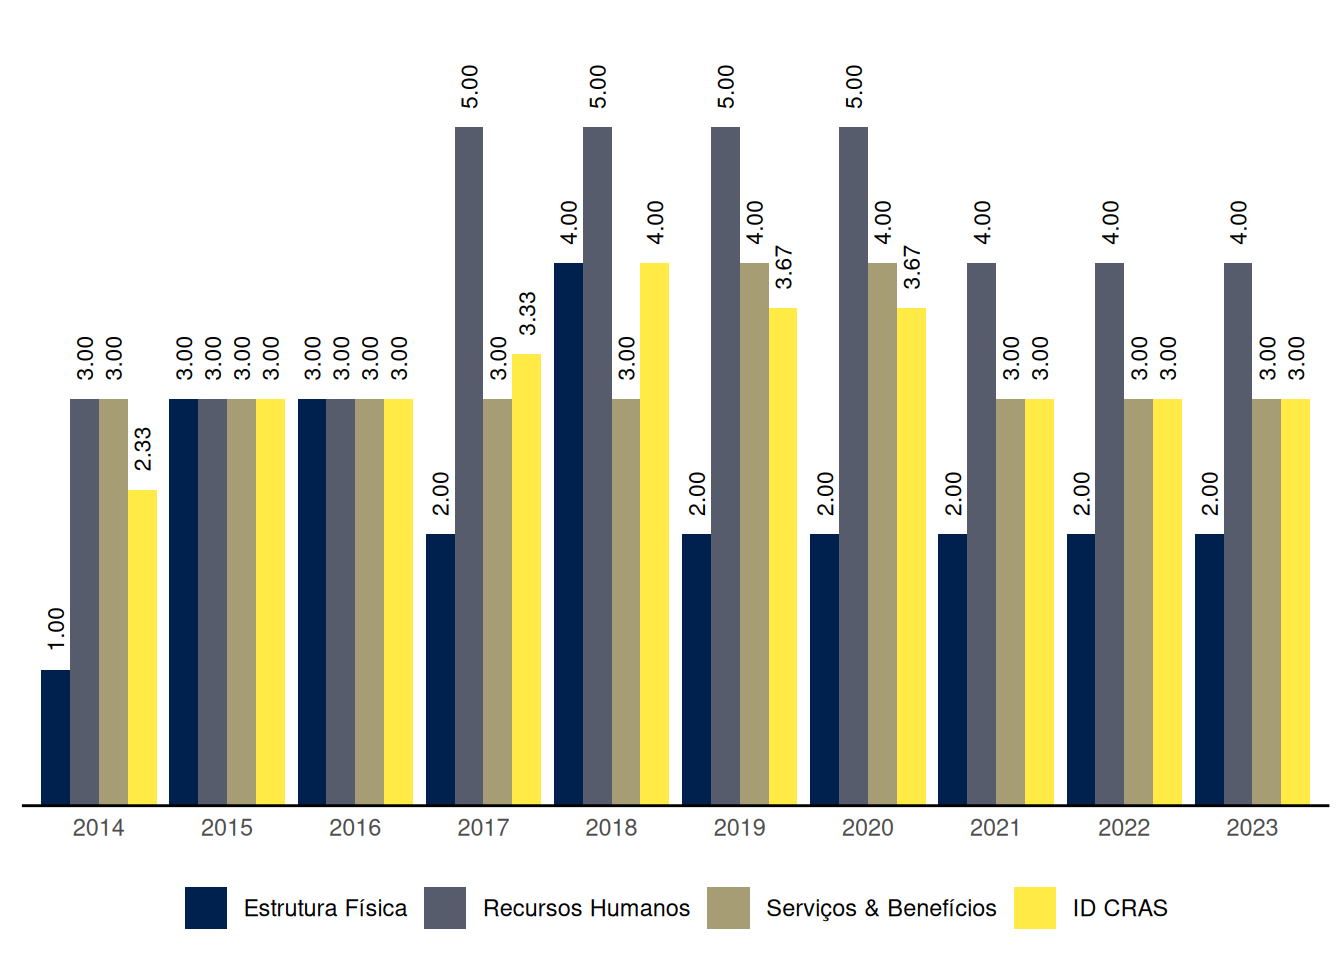 5.00 5.00 5.00 5.00
4.00 4.00 4.00 4.00 4.00 4.00 4.00
3.67 3.67
3.33
3.00 3.00 3.00 3.00 3.00 3.00 3.00 3.00 3.00 3.00 3.00 3.00 3.00 3.00 3.00 3.00 3.00 3.00
2.33
2.00 2.00 2.00 2.00 2.00 2.00
1.00
2014 2015 2016 2017 2018 2019 2020 2021 2022 2023
Estrutura Física Recursos Humanos Serviços & Benefícios ID CRAS